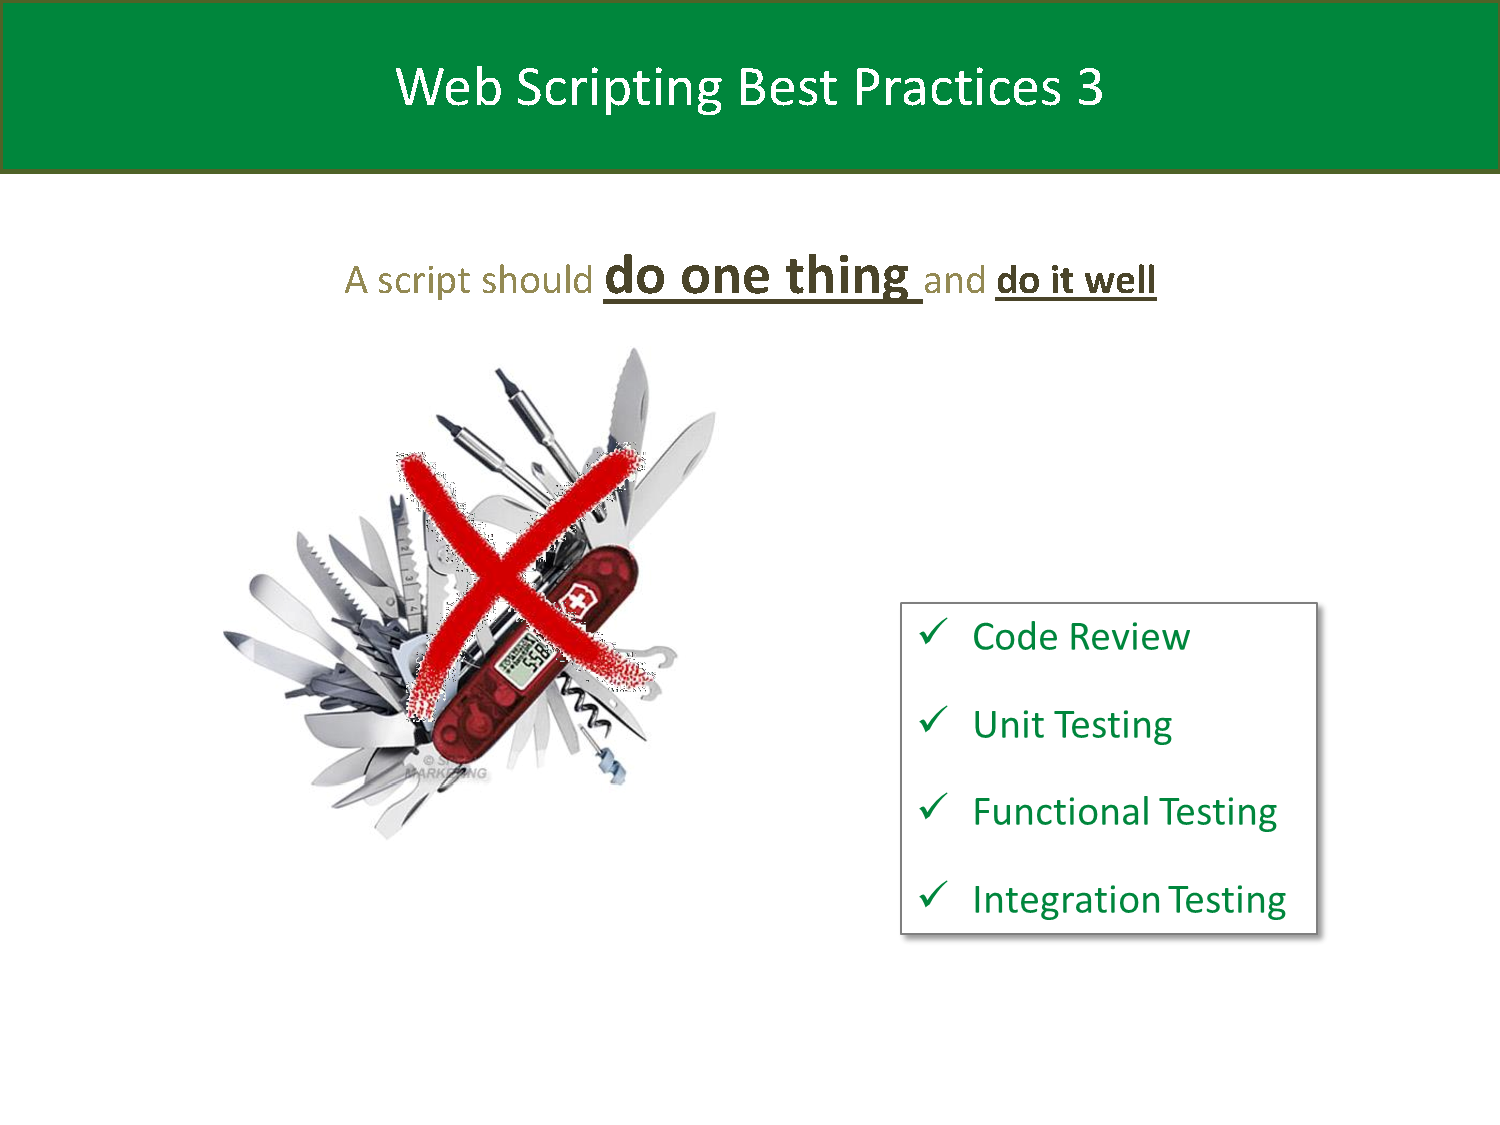 Web Scripting Best Practices 3
A script should do one thing and do it well
✓ Code Review
✓ Unit Testing
✓ Functional Testing
✓ Integration Testing